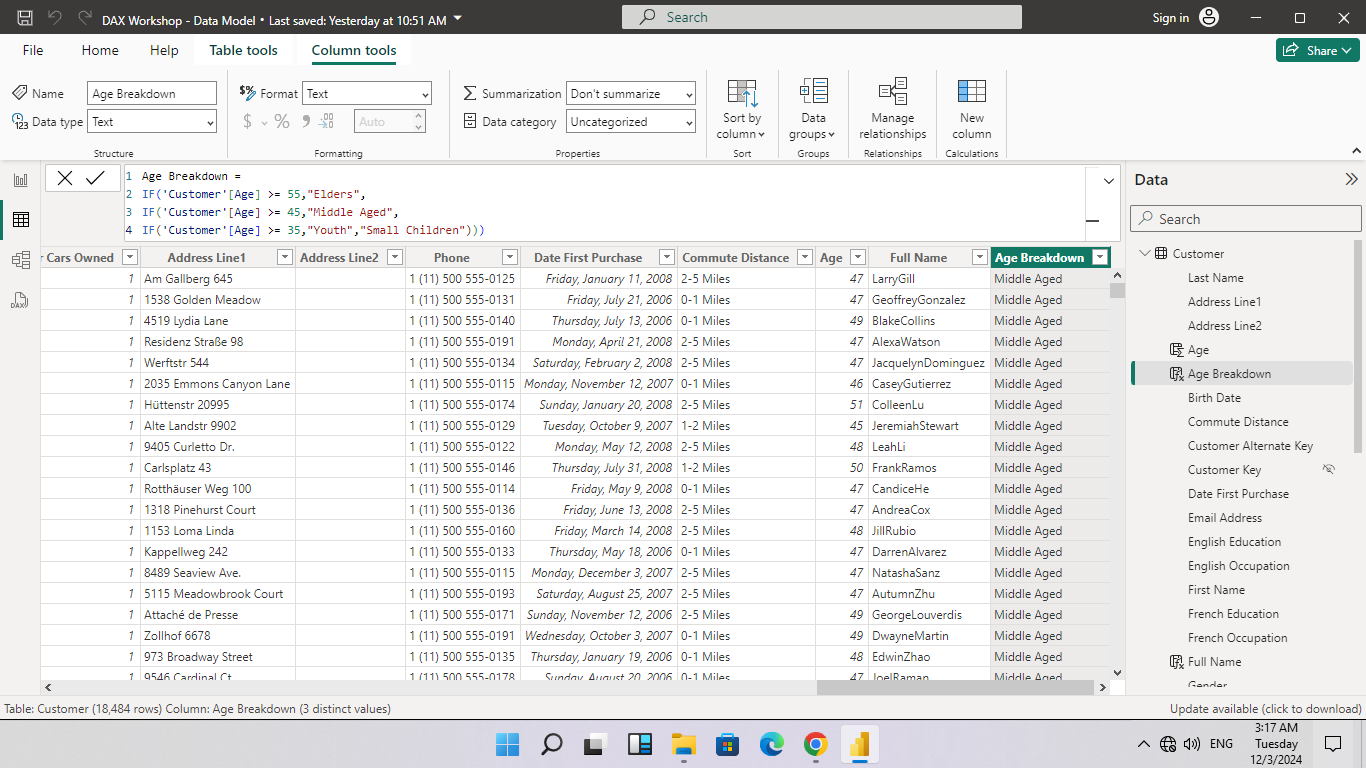 DAX Workshop - Data Model • Last saved: Yesterday at 10:51 AM
Search
Sign in
File
Home
Help
Table tools
Column tools
Share
Name
Age Breakdown
Data type
Text
Structure
Format
Text
$
%
Auto
Formatting
Summarization
Don't summarize
Data category
Uncategorized
Properties
Sort by
column
Sort
Data
groups
Groups
Manage
relationships
Relationships
New
column
Calculations
1 Age Breakdown =
2 IF('Customer'[Age] >= 55,"Elders",
3 IF('Customer'[Age] >= 45,"Middle Aged",
4 IF('Customer'[Age] >= 35,"Youth","Small Children")))
r Cars Owned Address Line1 Address Line2 Phone Date First Purchase Commute Distance Age Full Name Age Breakdown
1 Am Gallberg 645 1 (11) 500 555-0125 Friday, January 11, 2008 2-5 Miles 47 LarryGill Middle Aged
1 1538 Golden Meadow 1 (11) 500 555-0131 Friday, July 21, 2006 0-1 Miles 47 GeoffreyGonzalez Middle Aged
1 4519 Lydia Lane 1 (11) 500 555-0140 Thursday, July 13, 2006 0-1 Miles 49 BlakeCollins Middle Aged
1 Residenz Straße 98 1 (11) 500 555-0191 Monday, April 21, 2008 2-5 Miles 47 AlexaWatson Middle Aged
1 Werftstr 544 1 (11) 500 555-0134 Saturday, February 2, 2008 2-5 Miles 47 JacquelynDominguez Middle Aged
1 2035 Emmons Canyon Lane 1 (11) 500 555-0115 Monday, November 12, 2007 0-1 Miles 46 CaseyGutierrez Middle Aged
1 Hüttenstr 20995 1 (11) 500 555-0174 Sunday, January 20, 2008 2-5 Miles 51 ColleenLu Middle Aged
1 Alte Landstr 9902 1 (11) 500 555-0129 Tuesday, October 9, 2007 1-2 Miles 45 JeremiahStewart Middle Aged
1 9405 Curletto Dr. 1 (11) 500 555-0122 Monday, May 12, 2008 2-5 Miles 48 LeahLi Middle Aged
1 Carlsplatz 43 1 (11) 500 555-0146 Thursday, July 31, 2008 1-2 Miles 50 FrankRamos Middle Aged
1 Rotthäuser Weg 100 1 (11) 500 555-0114 Friday, May 9, 2008 0-1 Miles 47 CandiceHe Middle Aged
1 1318 Pinehurst Court 1 (11) 500 555-0136 Friday, June 13, 2008 2-5 Miles 47 AndreaCox Middle Aged
1 1153 Loma Linda 1 (11) 500 555-0160 Friday, March 14, 2008 2-5 Miles 48 JillRubio Middle Aged
1 Kappellweg 242 1 (11) 500 555-0133 Thursday, May 18, 2006 0-1 Miles 47 DarrenAlvarez Middle Aged
1 8489 Seaview Ave. 1 (11) 500 555-0115 Monday, December 3, 2007 2-5 Miles 47 NatashaSanz Middle Aged
1 5115 Meadowbrook Court 1 (11) 500 555-0193 Saturday, August 25, 2007 2-5 Miles 47 AutumnZhu Middle Aged
1 Attaché de Presse 1 (11) 500 555-0171 Sunday, November 12, 2006 2-5 Miles 49 GeorgeLouverdis Middle Aged
1 Zollhof 6678 1 (11) 500 555-0191 Wednesday, October 3, 2007 0-1 Miles 49 DwayneMartin Middle Aged
1 973 Broadway Street 1 (11) 500 555-0135 Thursday, January 19, 2006 0-1 Miles 48 EdwinZhao Middle Aged
1 9546 Cardinal Ct. 1 (11) 500 555-0178 Sunday, August 20, 2006 0-1 Miles 47 JoelRaman Middle Aged
Data
Search
Customer
Last Name
Address Line1
Address Line2
Age
Age Breakdown
Birth Date
Commute Distance
Customer Alternate Key
Customer Key
Date First Purchase
Email Address
English Education
English Occupation
First Name
French Education
French Occupation
Full Name
Gender
Table: Customer (18,484 rows) Column: Age Breakdown (3 distinct values)
Update available (click to download)
ENG
3:17 AM
Tuesday
12/3/2024